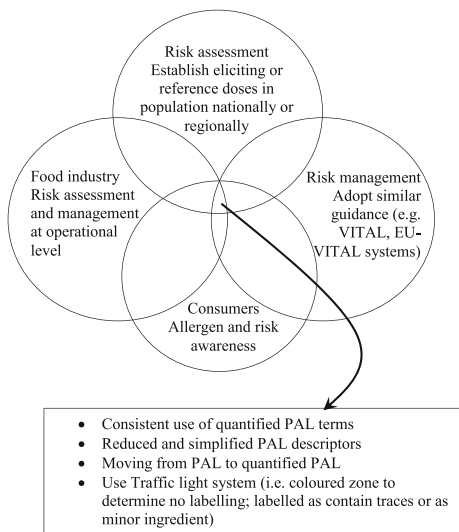 Risk assessment
Establish eliciting or
reference doses in
population nationally or
regionally
Food industry
Risk assessment
and management
at operational
level
Risk management
Adopt similar
guidance (e.g.
VITAL, EU-
VITAL systems)
Consumers
Allergen and risk
awareness
• Consistent use of quantified PAL terms
• Reduced and simplified PAL descriptors
• Moving from PAL to quantified PAL
• Use Traffic light system (i.e. coloured zone to
determine no labelling; labelled as contain traces or as
minor ingredient)